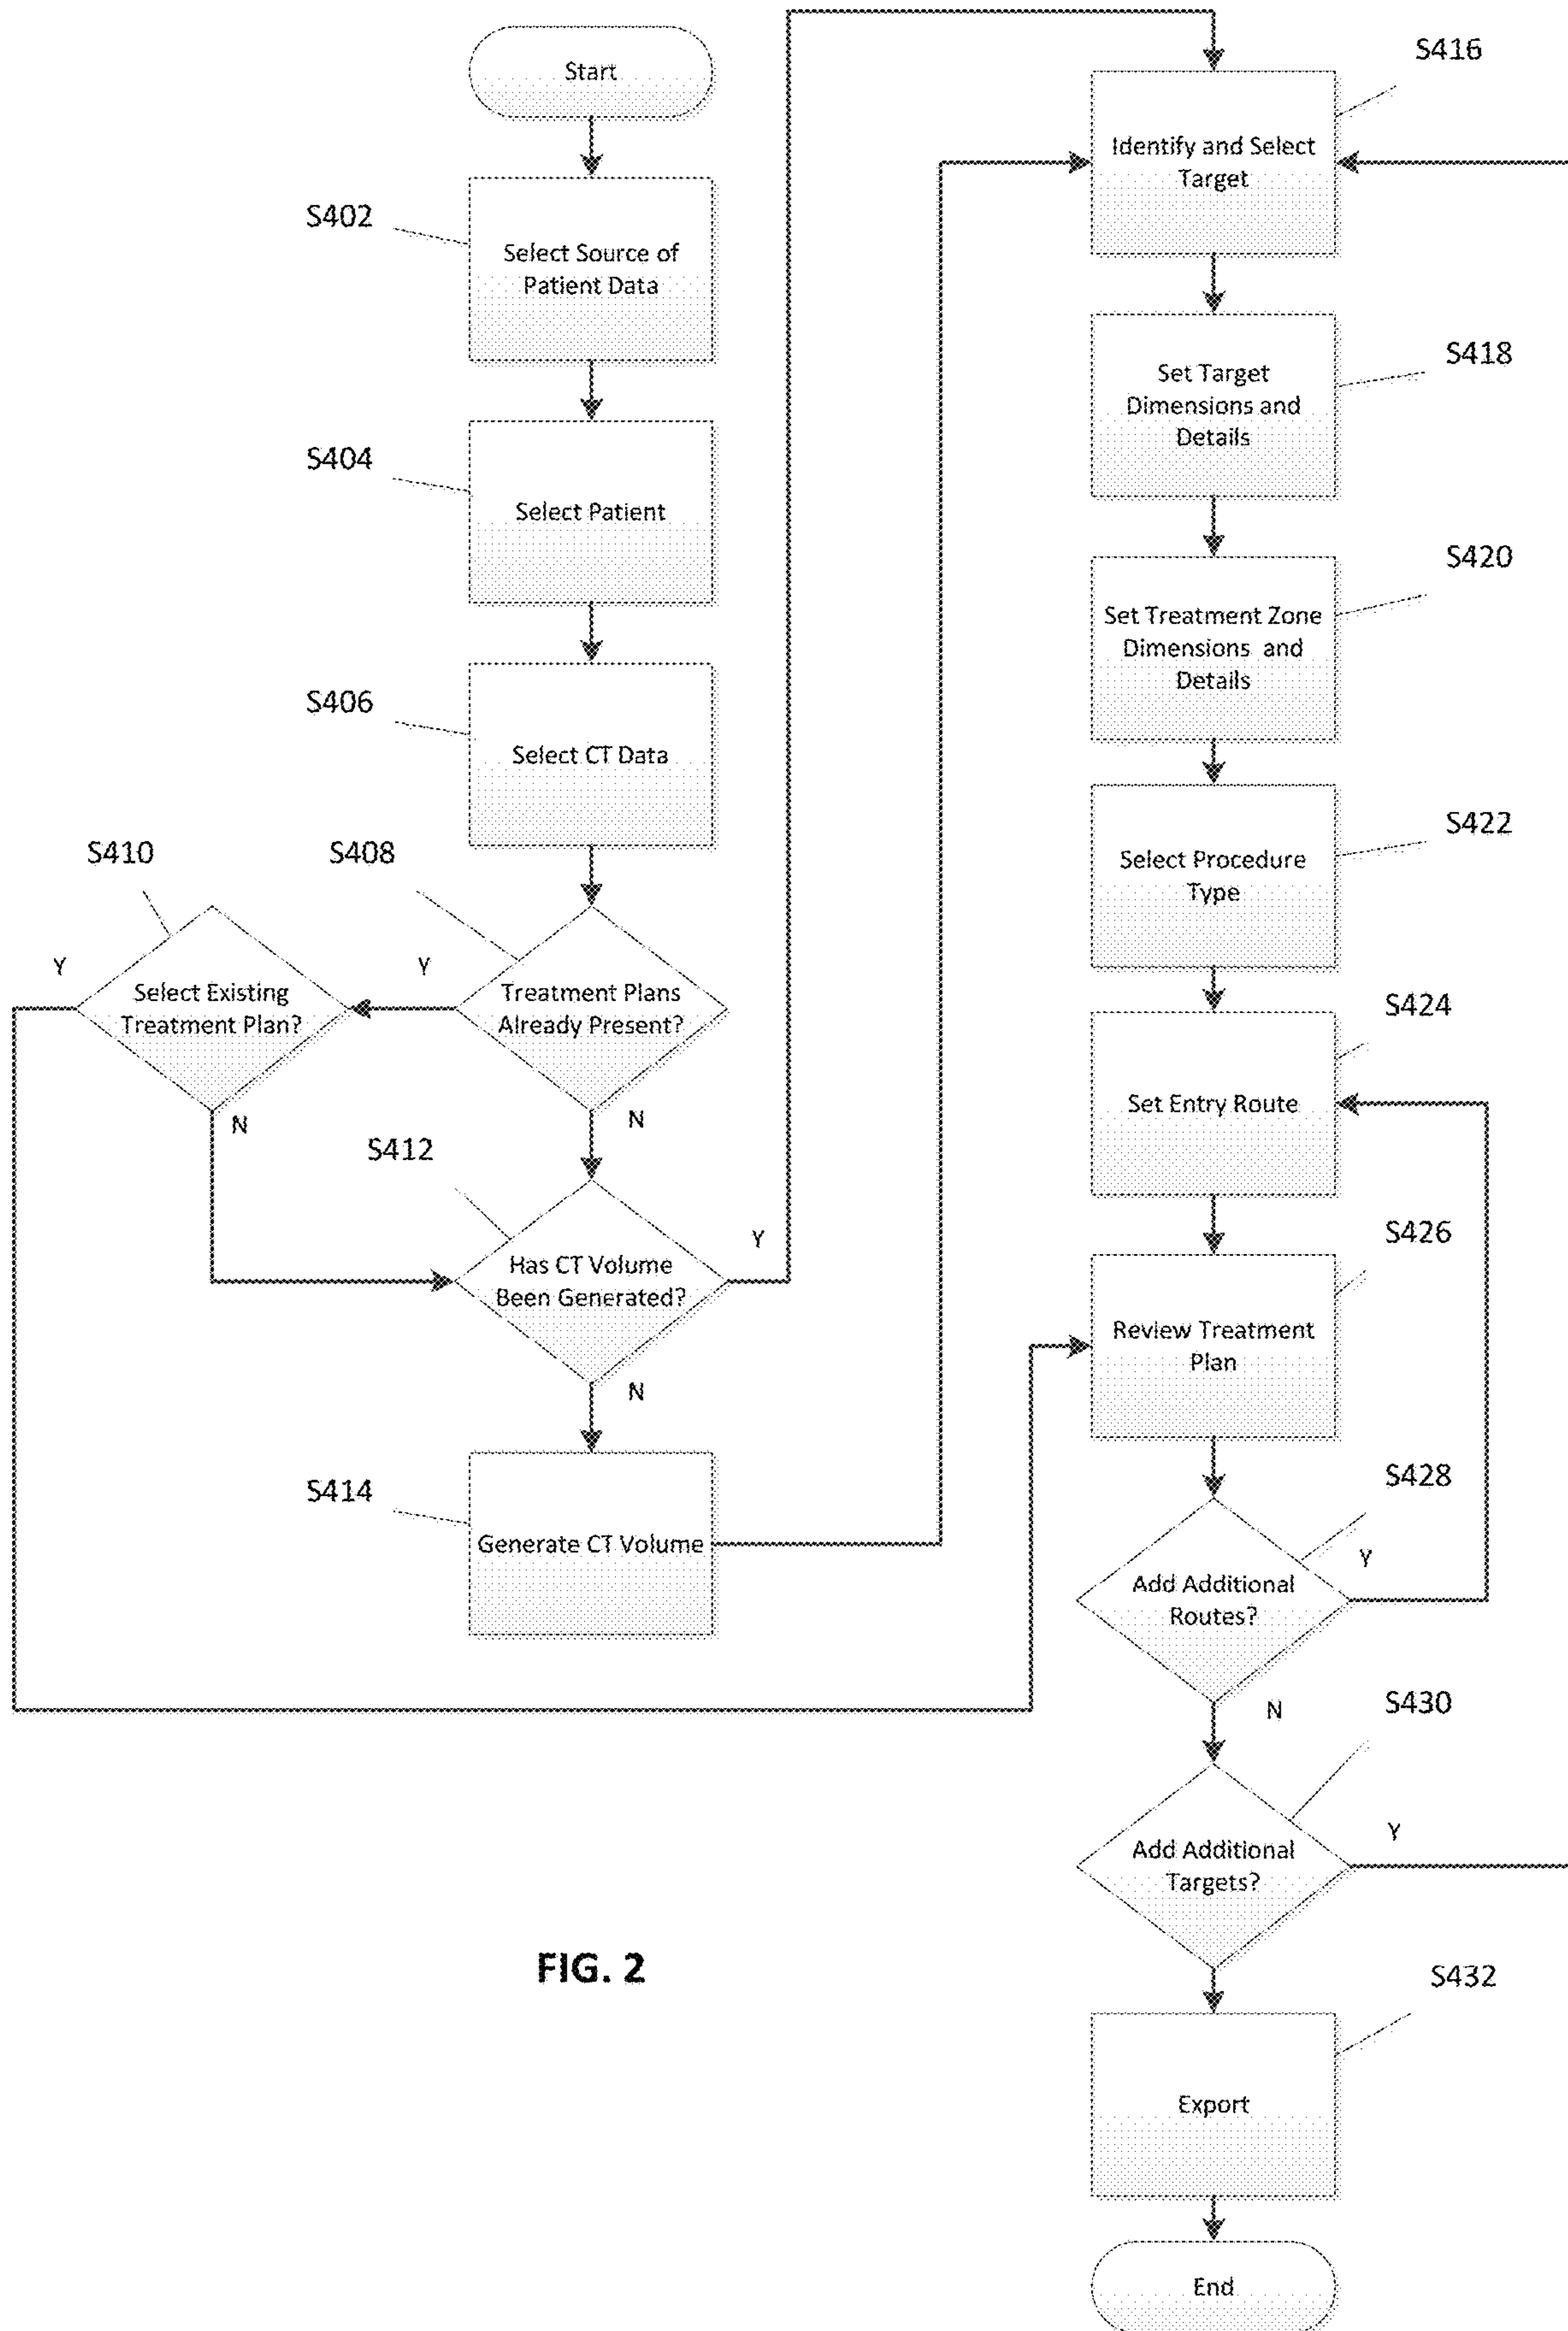 Start
S402
Select Source of
Patient Data
S404
Select Patient
S406
Select CT Data
S410
S408
Y
Select Existing
Treatment Plan?
Y
Treatment Plans
Already Present?
N
N
S412
Has CT Volume
Been Generated?
Y
N
S414
Generate CT Volume
S416
Identify and Select
Target
S418
Set Target
Dimensions and
Details
S420
Set Treatment Zone
Dimensions and
Details
S422
Select Procedure
Type
S424
Set Entry Route
S426
Review Treatment
Plan
S428
Add Additional
Routes?
Y
N
S430
Add Additional
Targets?
Y
S432
Export
End
FIG. 2